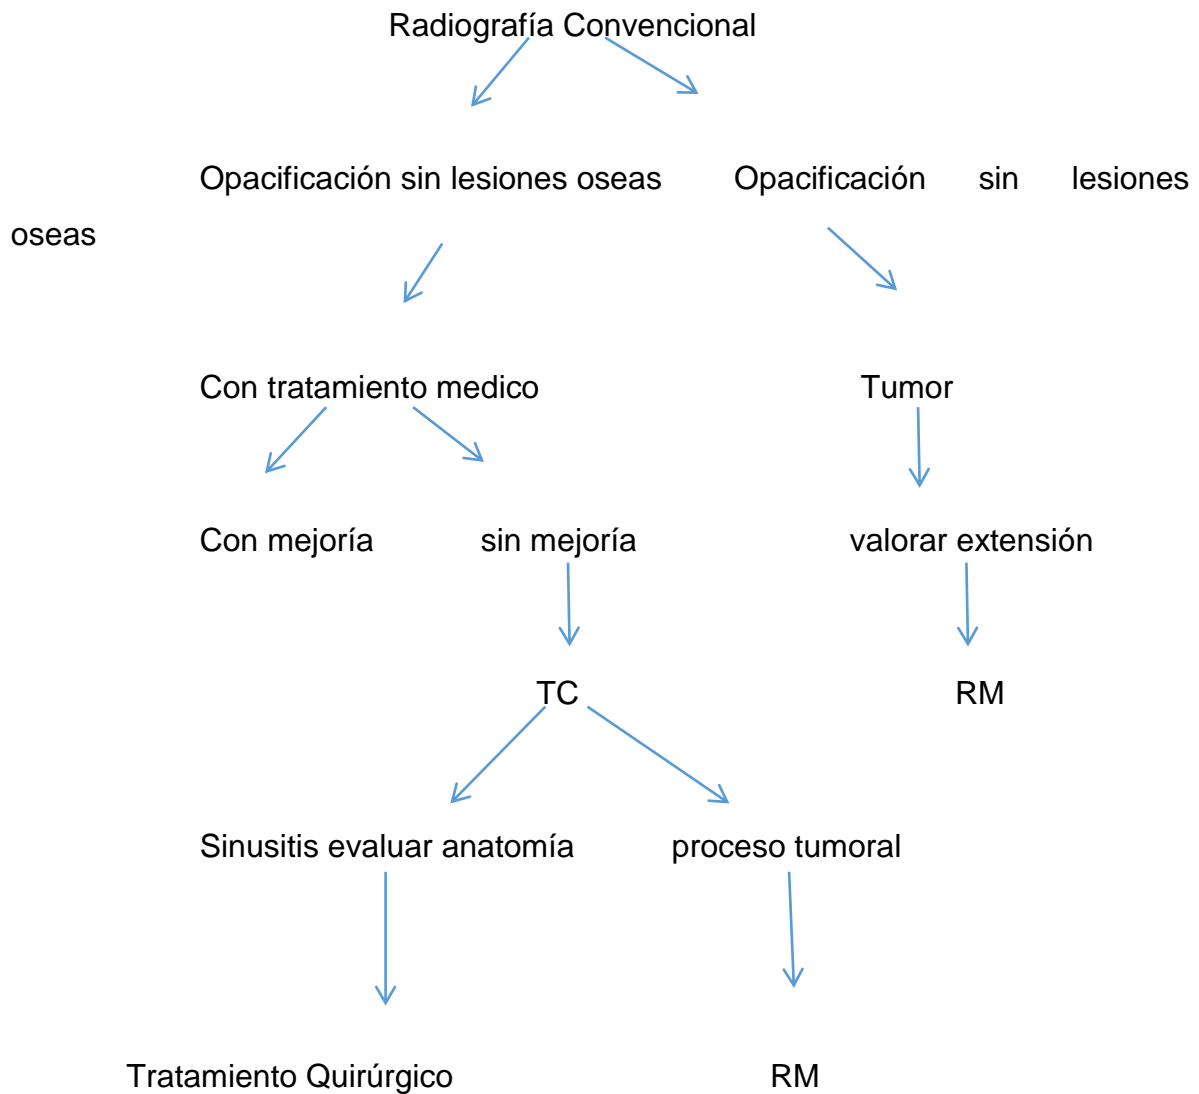 Radiografía Convencional
Opacificación sin lesiones oseas Opacificación sin lesiones
oseas
Con tratamiento medico Tumor
Con mejoría sin mejoría valorar extensión
TC RM
Sinusitis evaluar anatomía proceso tumoral
Tratamiento Quirúrgico RM